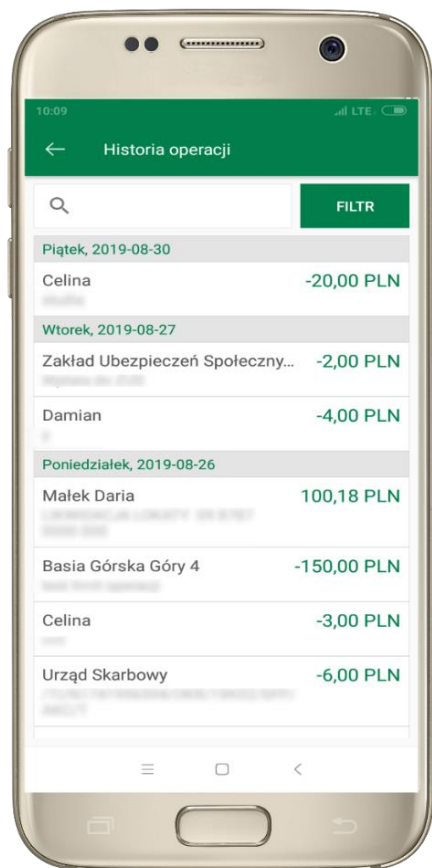 10:09
LTE
Historia operacji
FILTR
Piątek, 2019-08-30
Celina
-20,00 PLN
Wtorek, 2019-08-27
Zakład Ubezpieczeń Społeczny...
-2,00 PLN
Damian
-4,00 PLN
Poniedziałek, 2019-08-26
Małek Daria
100,18 PLN
Basia Górska Góry 4
-150,00 PLN
Celina
-3,00 PLN
Urząd Skarbowy
-6,00 PLN